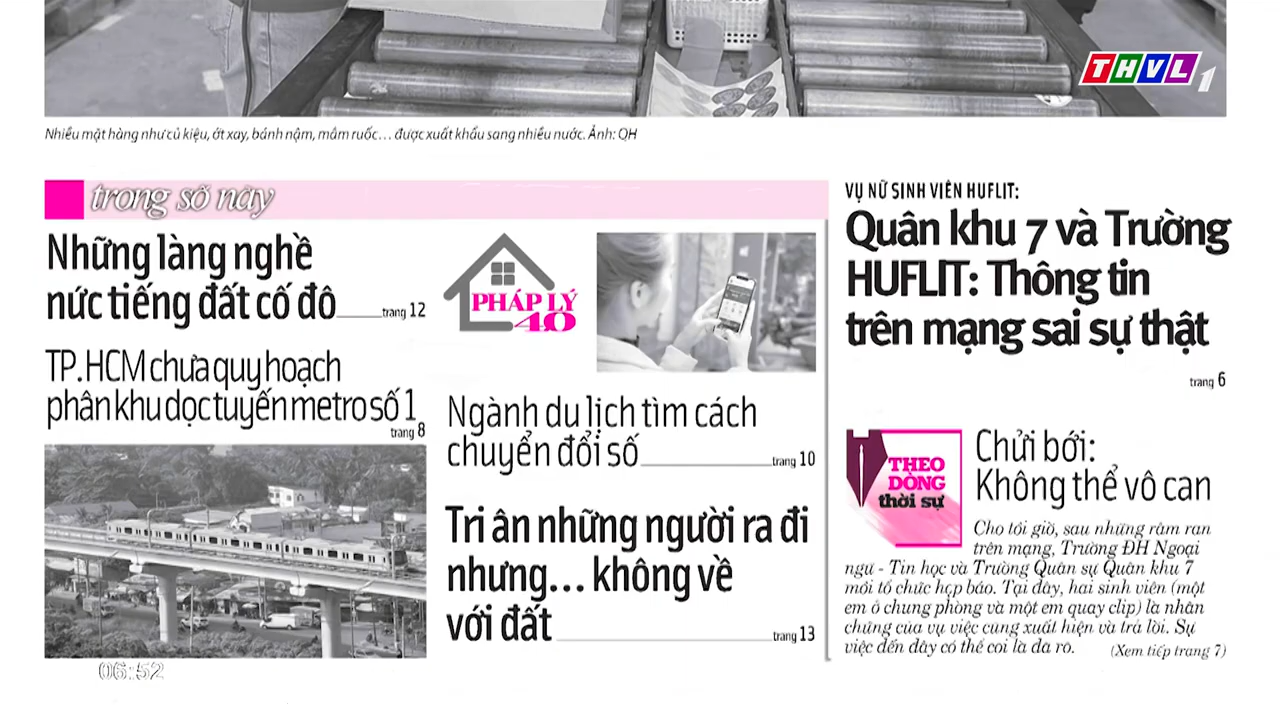 THVL 1
Nhiều mặt hàng như củ kiệu, ớt xay, bánh nậm, mắm ruốc... được xuất khẩu sang nhiều nước. Ảnh: QH
trong số này
Những làng nghề
nức tiếng đất cố đô trang 12
TP.HCM chưa quy hoạch
phân khu dọc tuyến metro số 1
trang 8
PHÁP LÝ
4.0
Ngành du lịch tìm cách
chuyển đổi số trang 10
Tri ân những người ra đi
nhưng... không về
với đất trang 13
VỤ NỮ SINH VIÊN HUFLIT:
Quân khu 7 và Trường
HUFLIT: Thông tin
trên mạng sai sự thật
trang 6
THEO
DÒNG
thời sự
Chửi bới:
Không thể vô can
Cho tới giờ, sau những rầm rần
trên mạng, Trường ĐH Ngoại
ngữ - Tin học và Trường Quân sự Quân khu 7
mới tổ chức họp báo. Tại đây, hai sinh viên (một
em ở chung phòng và một em quay clip) là nhân
chứng của vụ việc cũng xuất hiện và trả lời. Sự
việc đến đây có thể coi là đã rõ. (Xem tiếp trang 7)
06:52